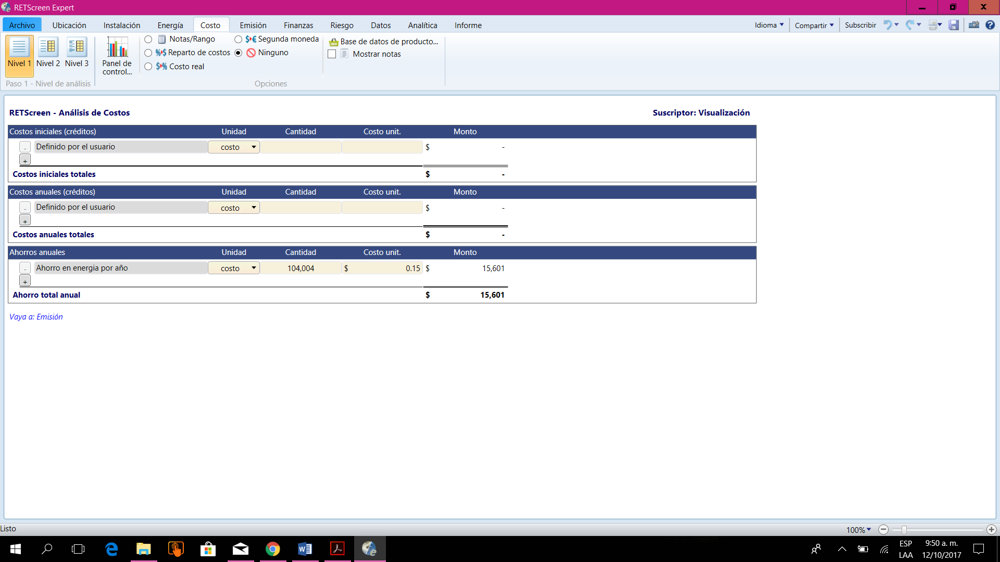 RETScreen Expert
Archivo Ubicación Instalación Energía Costo Emisión Finanzas Riesgo Datos Analítica Informe Idioma Compartir Subscribir
Nivel 1 Nivel 2 Nivel 3
Paso 1 - Nivel de análisis
Panel de
control...
Notas/Rango Segunda moneda
Reparto de costos Ninguno
Costo real
Opciones
Base de datos de producto...
Mostrar notas
RETScreen - Análisis de Costos Suscriptor: Visualización
Costos iniciales (créditos) Unidad Cantidad Costo unit. Monto
- Definido por el usuario costo $ -
+
Costos iniciales totales $ -
Costos anuales (créditos) Unidad Cantidad Costo unit. Monto
- Definido por el usuario costo $ -
+
Costos anuales totales $ -
Ahorros anuales Unidad Cantidad Costo unit. Monto
- Ahorro en energia por año costo 104,004 $ 0.15 $ 15,601
+
Ahorro total anual $ 15,601
Vaya a: Emisión
Listo 100%
ESP 9:50 a. m.
LAA 12/10/2017